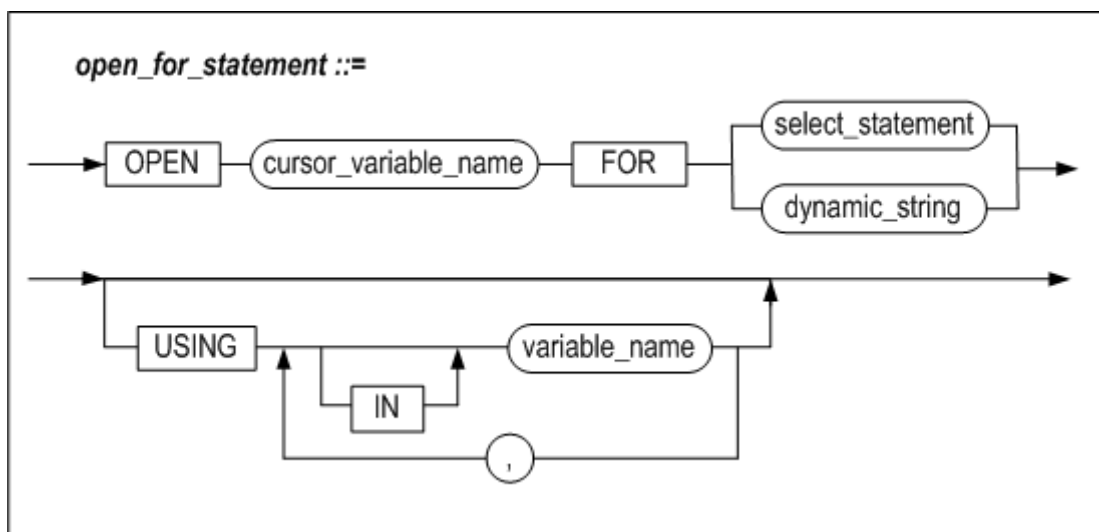 open_for_statement ::=
select_statement
OPEN cursor_variable_name FOR
dynamic_string
USING variable_name
IN
,